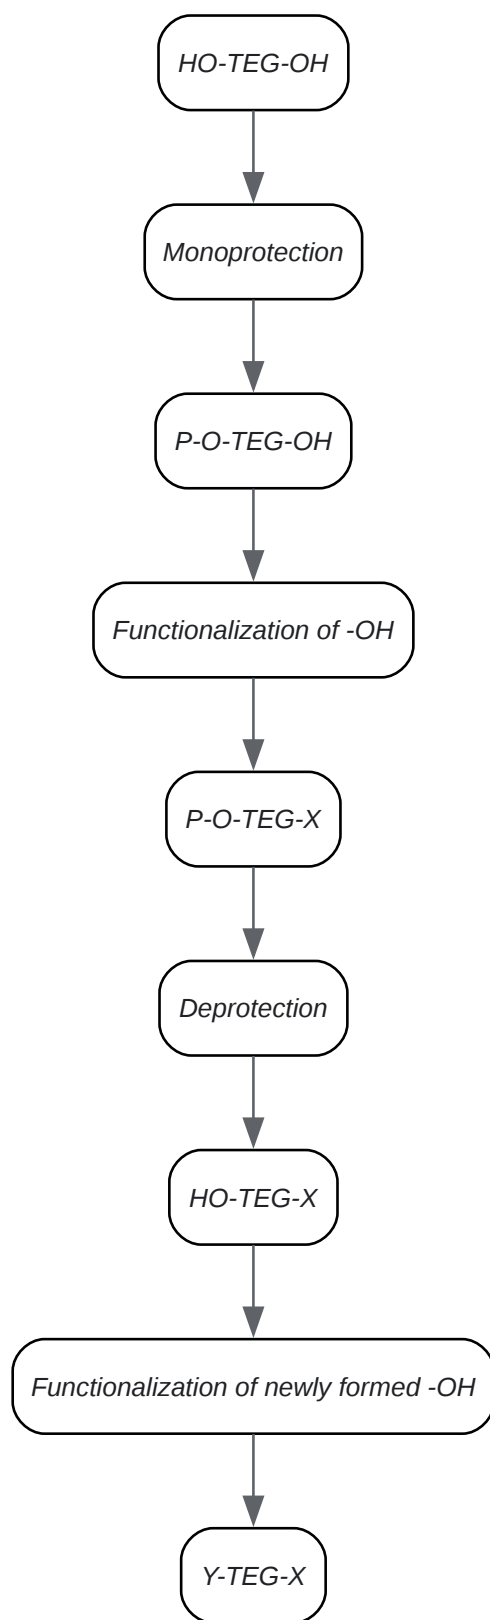 HO-TEG-OH
Monoprotection
P-O-TEG-OH
Functionalization of -OH
P-O-TEG-X
Deprotection
HO-TEG-X
Functionalization of newly formed -OH
Y-TEG-X